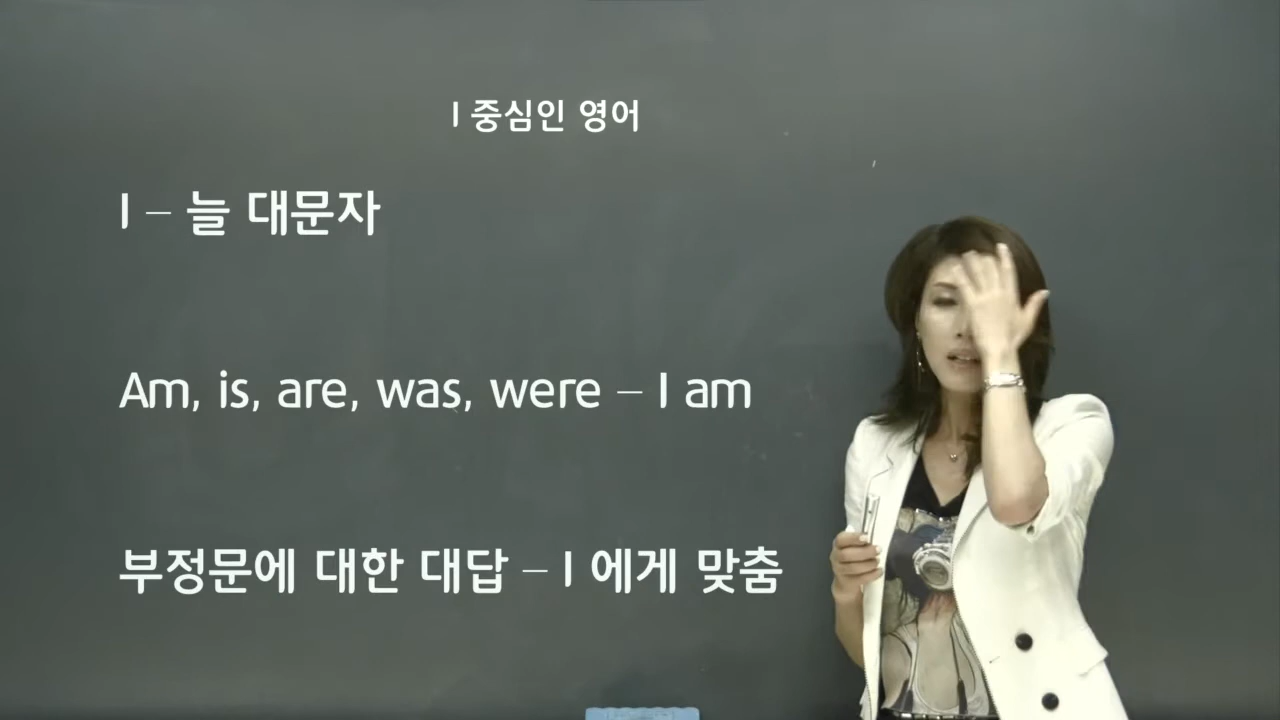 I 중심인 영어
I – 늘 대문자
Am, is, are, was, were – I am
부정문에 대한 대답 – I 에게 맞춤